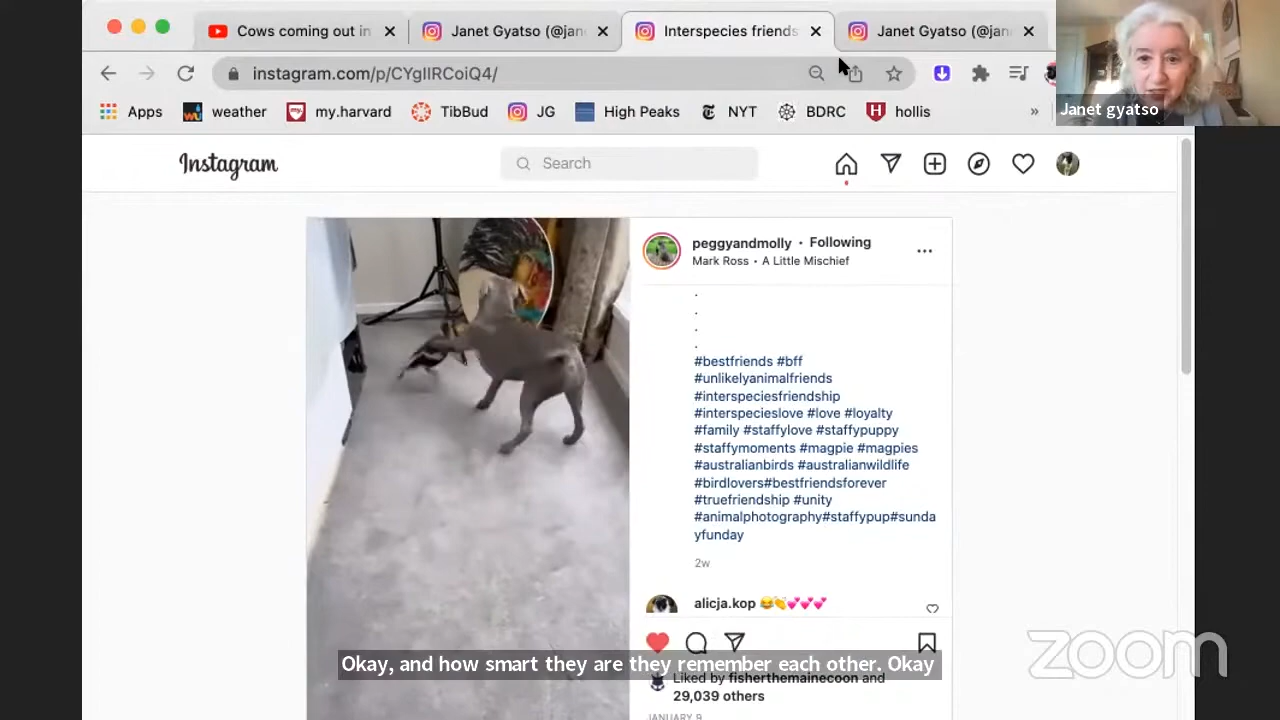 Cows coming out in
Janet Gyatso (@jan
Interspecies friends
Janet Gyatso (@jan
instagram.com/p/CYglIRCoiQ4/
Apps
weather
my.harvard
TibBud
JG
High Peaks
NYT
BDRC
hollis
»
Janet gyatso
Instagram
Search
peggyandmolly • Following
Mark Ross • A Little Mischief
.
.
.
.
#bestfriends #bff
#unlikelyanimalfriends
#interspeciesfriendship
#interspecieslove #love #loyalty
#family #staffylove #staffypuppy
#staffymoments #magpie #magpies
#australianbirds #australianwildlife
#birdlovers#bestfriendsforever
#truefriendship #unity
#animalphotography#staffypup#sunda
yfunday
2w
alicja.kop 😂👏💕💕💕
Okay, and how smart they are they remember each other. Okay
Liked by fisherthemainecoon and
29,039 others
JANUARY 9
zoom